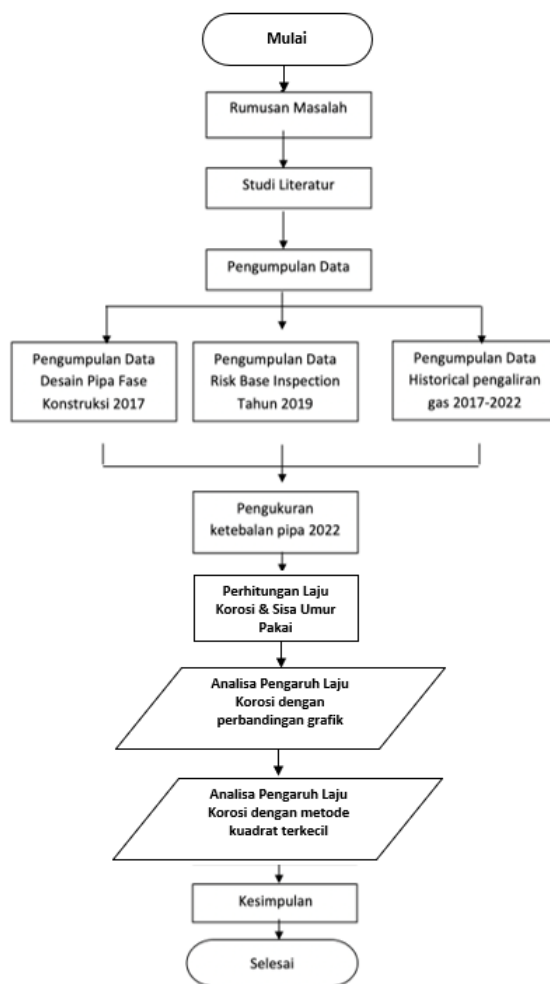 Mulai
Rumusan Masalah
Studi Literatur
Pengumpulan Data
Pengumpulan Data
Desain Pipa Fase
Konstruksi 2017
Pengumpulan Data
Risk Base Inspection
Tahun 2019
Pengumpulan Data
Historical pengaliran
gas 2017-2022
Pengukuran
ketebalan pipa 2022
Perhitungan Laju
Korosi & Sisa Umur
Pakai
Analisa Pengaruh Laju
Korosi dengan
perbandingan grafik
Analisa Pengaruh Laju
Korosi dengan metode
kuadrat terkecil
Kesimpulan
Selesai